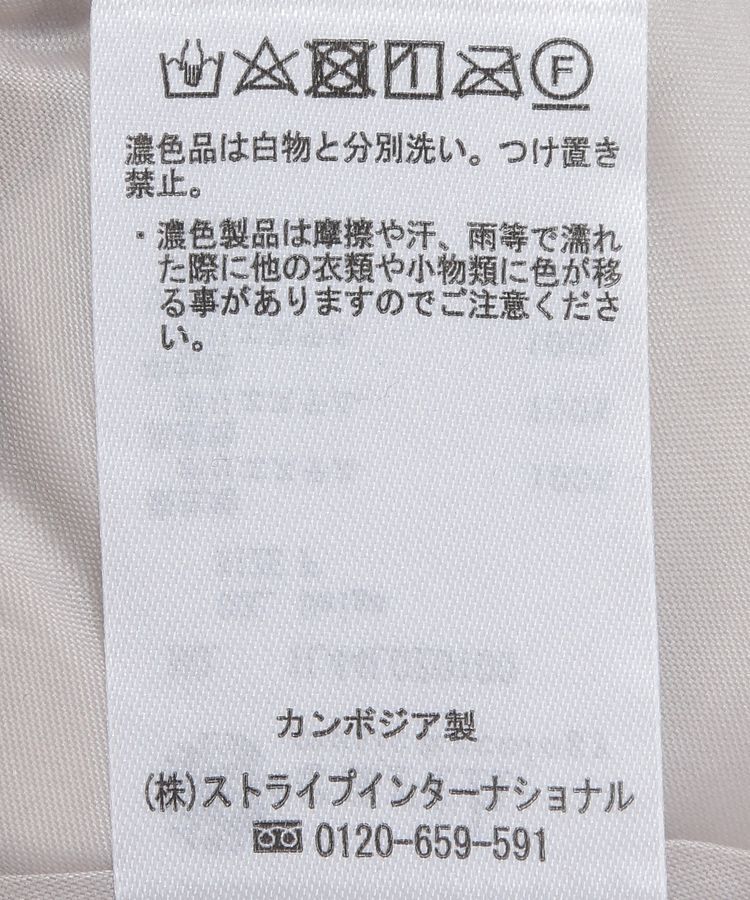 F
濃色品は白物と分別洗い。つけ置き
禁止。
・濃色製品は摩擦や汗、雨等で濡れ
た際に他の衣類や小物類に色が移
る事がありますのでご注意くださ
い。
カンボジア製
(株)ストライプインターナショナル
0120-659-591